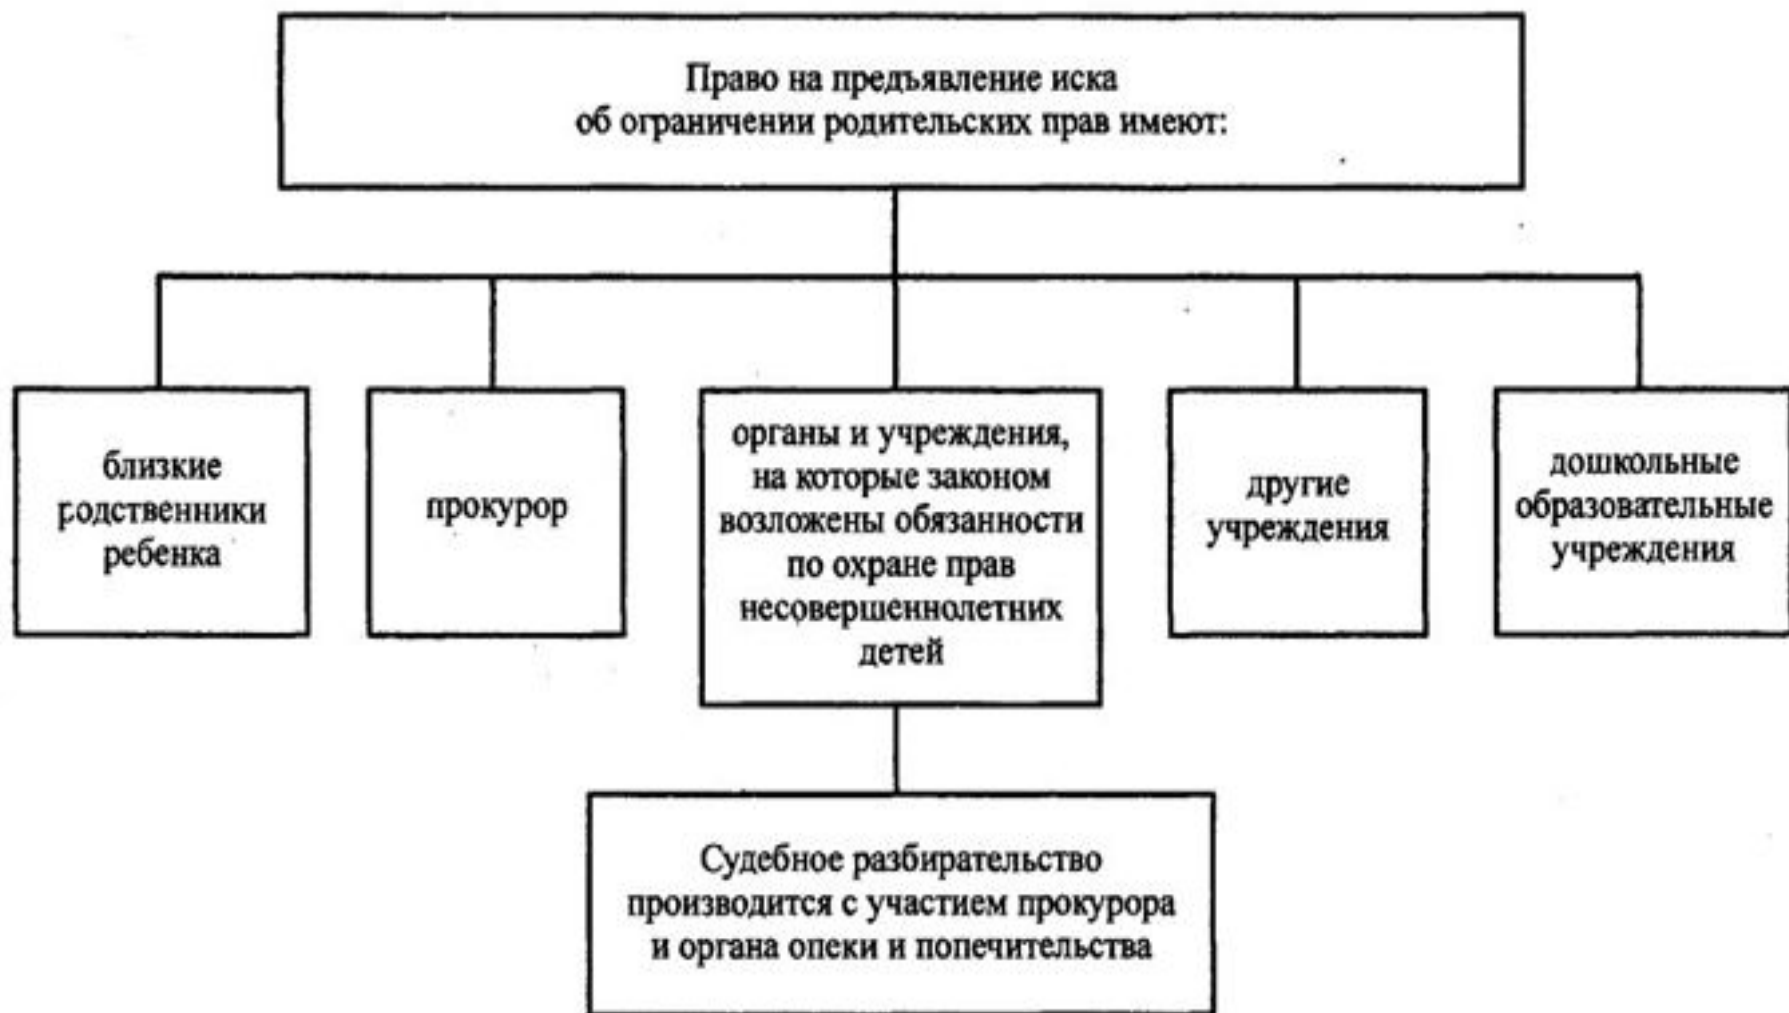 Право на предъявление иска
об ограничении родительских прав имеют:
близкие
родственники
ребенка
прокурор
органы и учреждения,
на которые законом
возложены обязанности
по охране прав
несовершеннолетних
детей
другие
учреждения
дошкольные
образовательные
учреждения
Судебное разбирательство
производится с участием прокурора
и органа опеки и попечительства